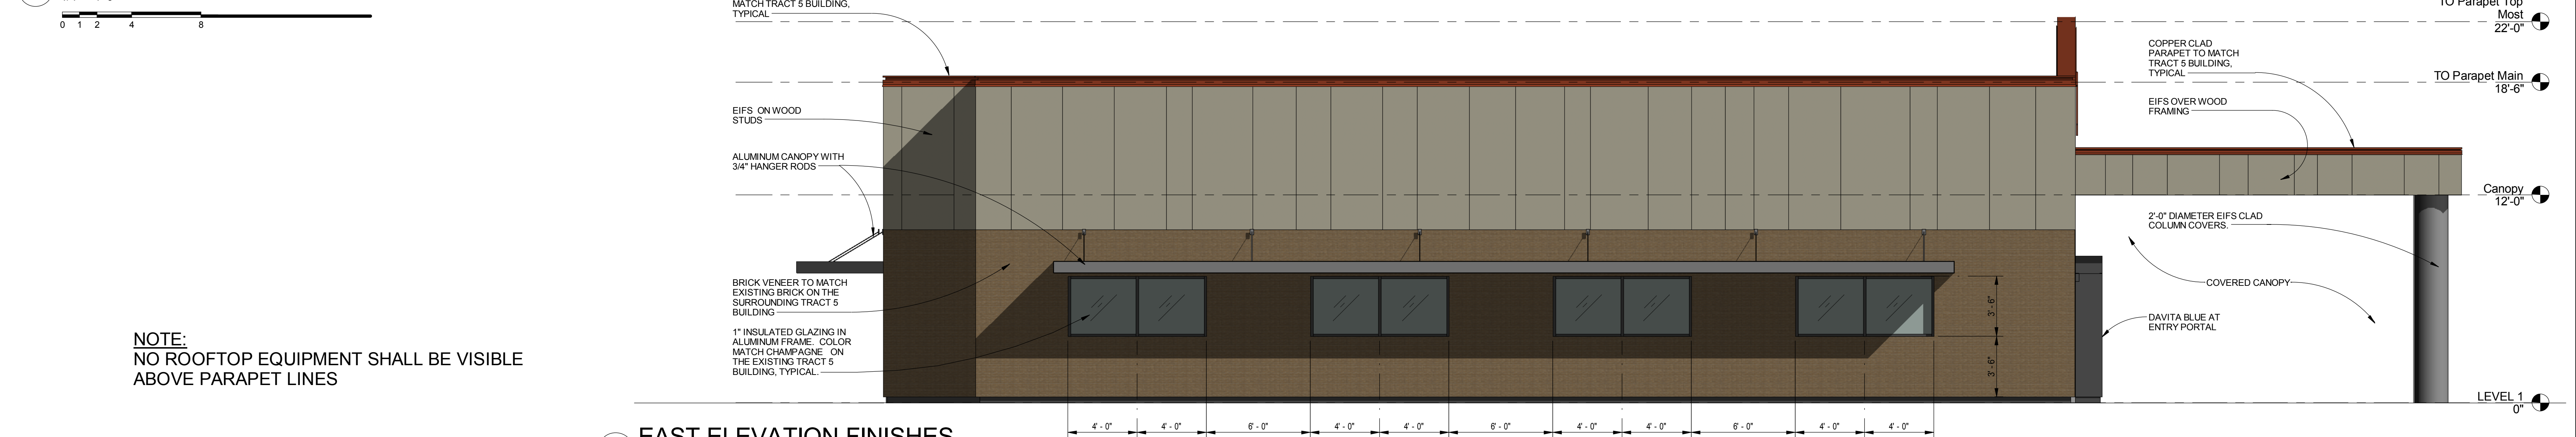 0 1 2 4 8
NOTE:
NO ROOFTOP EQUIPMENT SHALL BE VISIBLE
ABOVE PARAPET LINES
MATCH TRACT 5 BUILDING,
TYPICAL
EIFS ON WOOD
STUDS
ALUMINUM CANOPY WITH
3/4" HANGER RODS
BRICK VENEER TO MATCH
EXISTING BRICK ON THE
SURROUNDING TRACT 5
BUILDING
1" INSULATED GLAZING IN
ALUMINUM FRAME. COLOR
MATCH CHAMPAGNE ON
THE EXISTING TRACT 5
BUILDING, TYPICAL.
3' - 6"
3' - 6"
4' - 0" 4' - 0" 6' - 0" 4' - 0" 4' - 0" 6' - 0" 4' - 0" 4' - 0" 6' - 0" 4' - 0" 4' - 0"
EAST ELEVATION FINISHES
COPPER CLAD
PARAPET TO MATCH
TRACT 5 BUILDING,
TYPICAL
EIFS OVER WOOD
FRAMING
2'-0" DIAMETER EIFS CLAD
COLUMN COVERS.
COVERED CANOPY
DAVITA BLUE AT
ENTRY PORTAL
TO Parapet Top
Most
22'-0"
TO Parapet Main
18'-6"
Canopy
12'-0"
LEVEL 1
0"